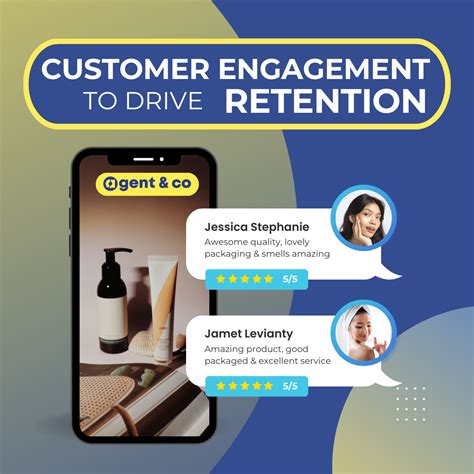 CUSTOMER ENGAGEMENT
TO DRIVE RETENTION
agent & co
Jessica Stephanie
Awesome quality, lovely
packaging & smells amazing
5/5
Jamet Levianty
Amazing product, good
packaged & excellent service
5/5